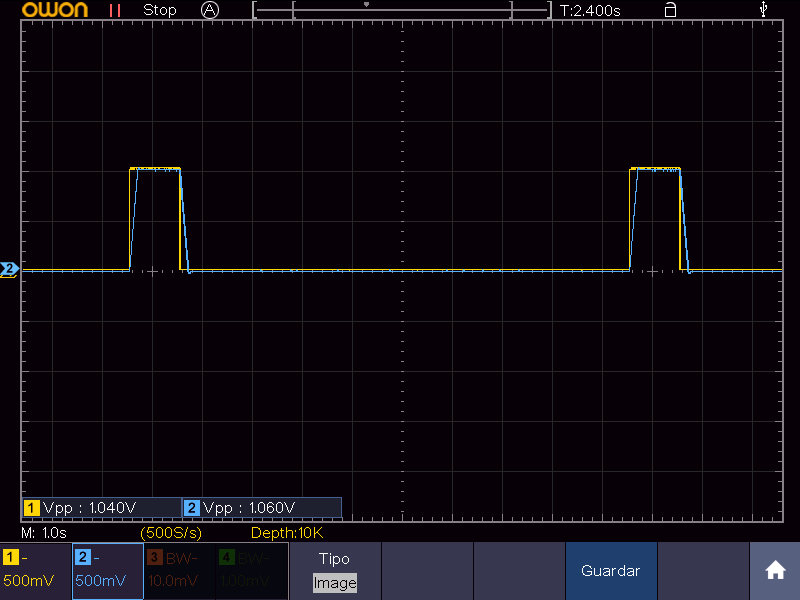 OWON Stop A T:2.400s
2
1 Vpp : 1.040V 2 Vpp : 1.060V
M: 1.0s (500S/s) Depth:10K
1 - 2 - 3 BW- 4 BW- Tipo
500mV 500mV 10.0mV 1.00mV Image Guardar